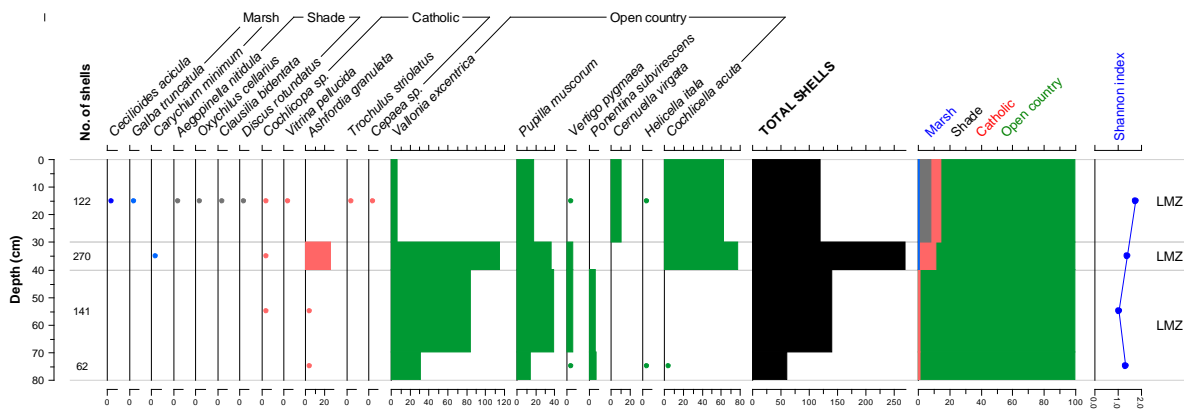 I
Marsh Shade Catholic Open country
No. of shells
Cecilioides acicula
Galba truncatula
Carychium minimum
Aegopinella nitidula
Oxychilus cellarius
Clausilia bidentata
Discus rotundatus
Cochlicopa sp.
Vitrina pellucida
Ashfordia granulata
Trochulus striolatus
Cepaea sp.
Vallonia excentrica
Pupilla muscorum
Vertigo pygmaea
Ponentina subvirescens
Cernuella virgata
Helicella itala
Cochlicella acuta
TOTAL SHELLS
Marsh
Shade
Catholic
Open country
Shannon index
Depth (cm)
0
10
20
30
40
50
60
70
80
122
270
141
62
LMZ
LMZ
LMZ
0 0 0 0 0 0 0 0 0 0 20 0 0 0 20 40 60 80 100 120 0 20 40 0 0 0 0 0 20 40 60 80 0 50 100 150 200 250 0 20 40 60 80 100 0.0 1.0 2.0